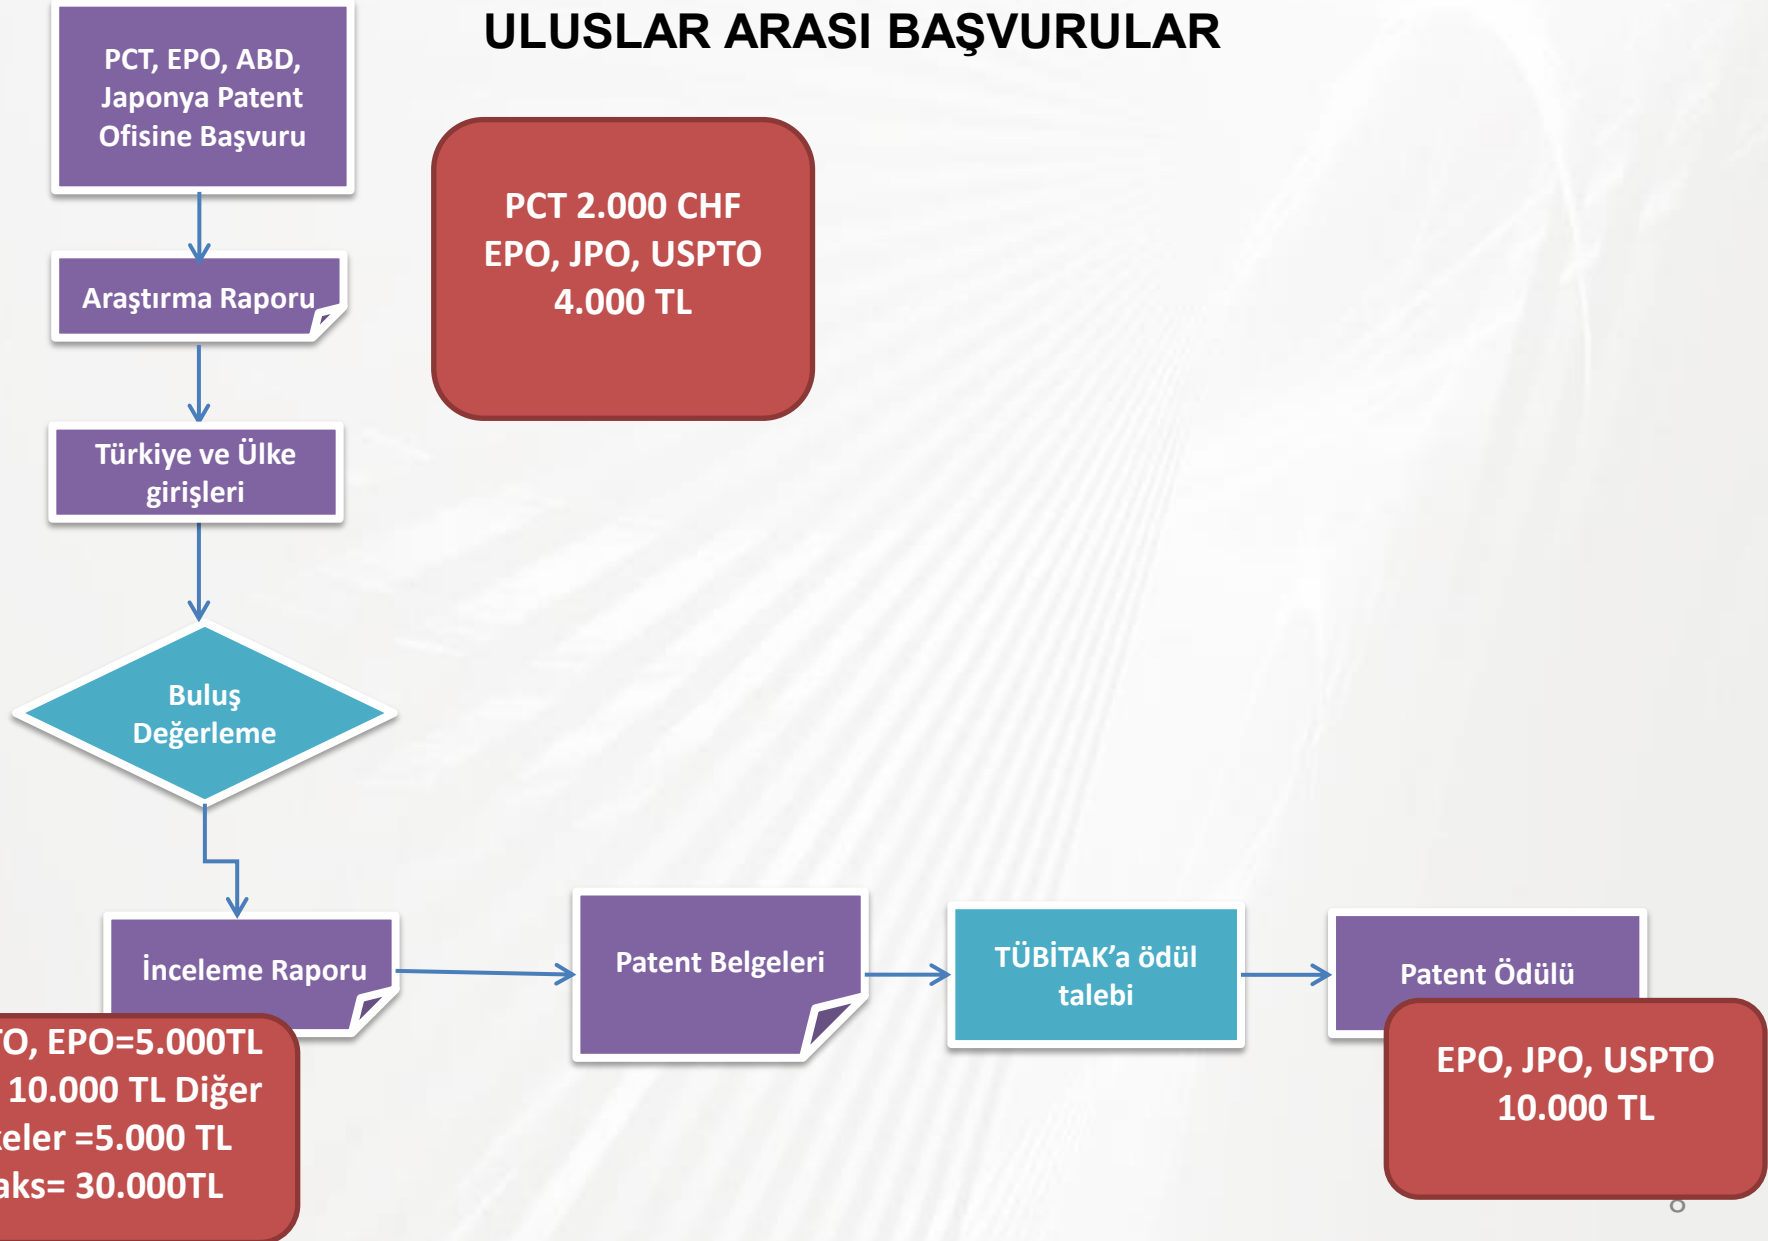 ULUSLAR ARASI BAŞVURULAR
PCT, EPO, ABD,
Japonya Patent
Ofisine Başvuru
PCT 2.000 CHF
EPO, JPO, USPTO
4.000 TL
Araştırma Raporu
Türkiye ve Ülke
girişleri
Buluş
Değerleme
İnceleme Raporu
Patent Belgeleri
TÜBİTAK’a ödül
talebi
Patent Ödülü
EPO=5.000TL
10.000 TL Diğer
=5.000 TL
30.000TL
EPO, JPO, USPTO
10.000 TL